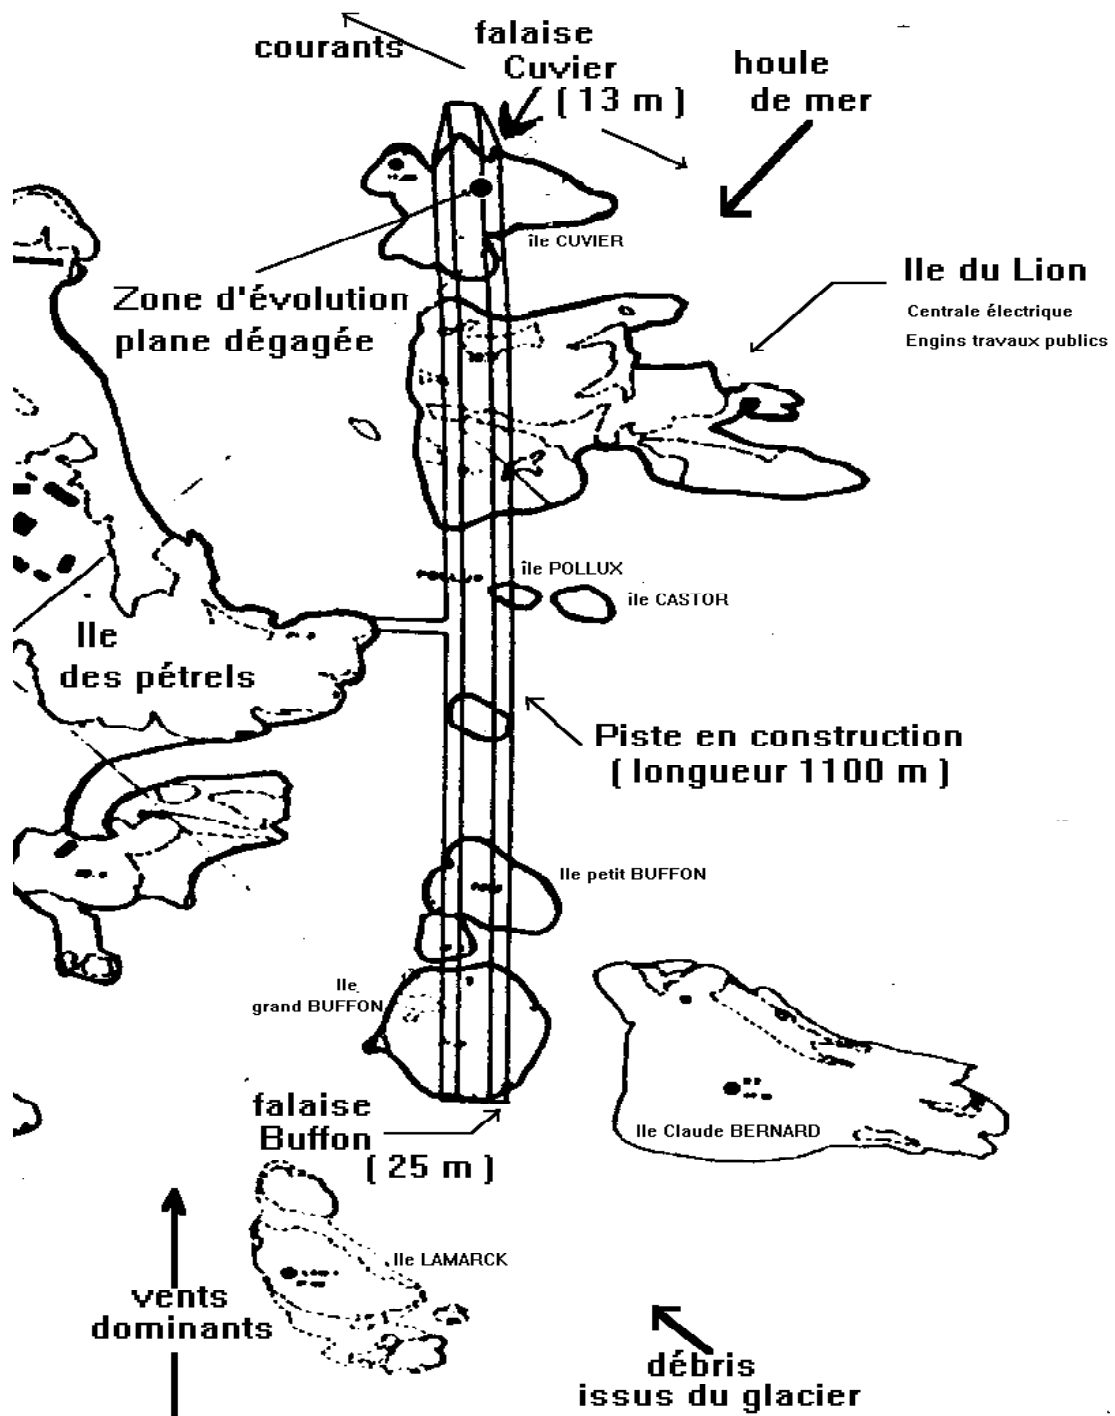 courants
falaise
Cuvier
( 13 m )
houle
de mer
île CUVIER
Ile du Lion
Centrale électrique
Engins travaux publics
Zone d'évolution
plane dégagée
île POLLUX
île CASTOR
Ile
des pétrels
Piste en construction
( longueur 1100 m )
Ile petit BUFFON
Ile
grand BUFFON
falaise
Buffon
( 25 m )
Ile Claude BERNARD
Ile LAMARCK
vents
dominants
débris
issus du glacier